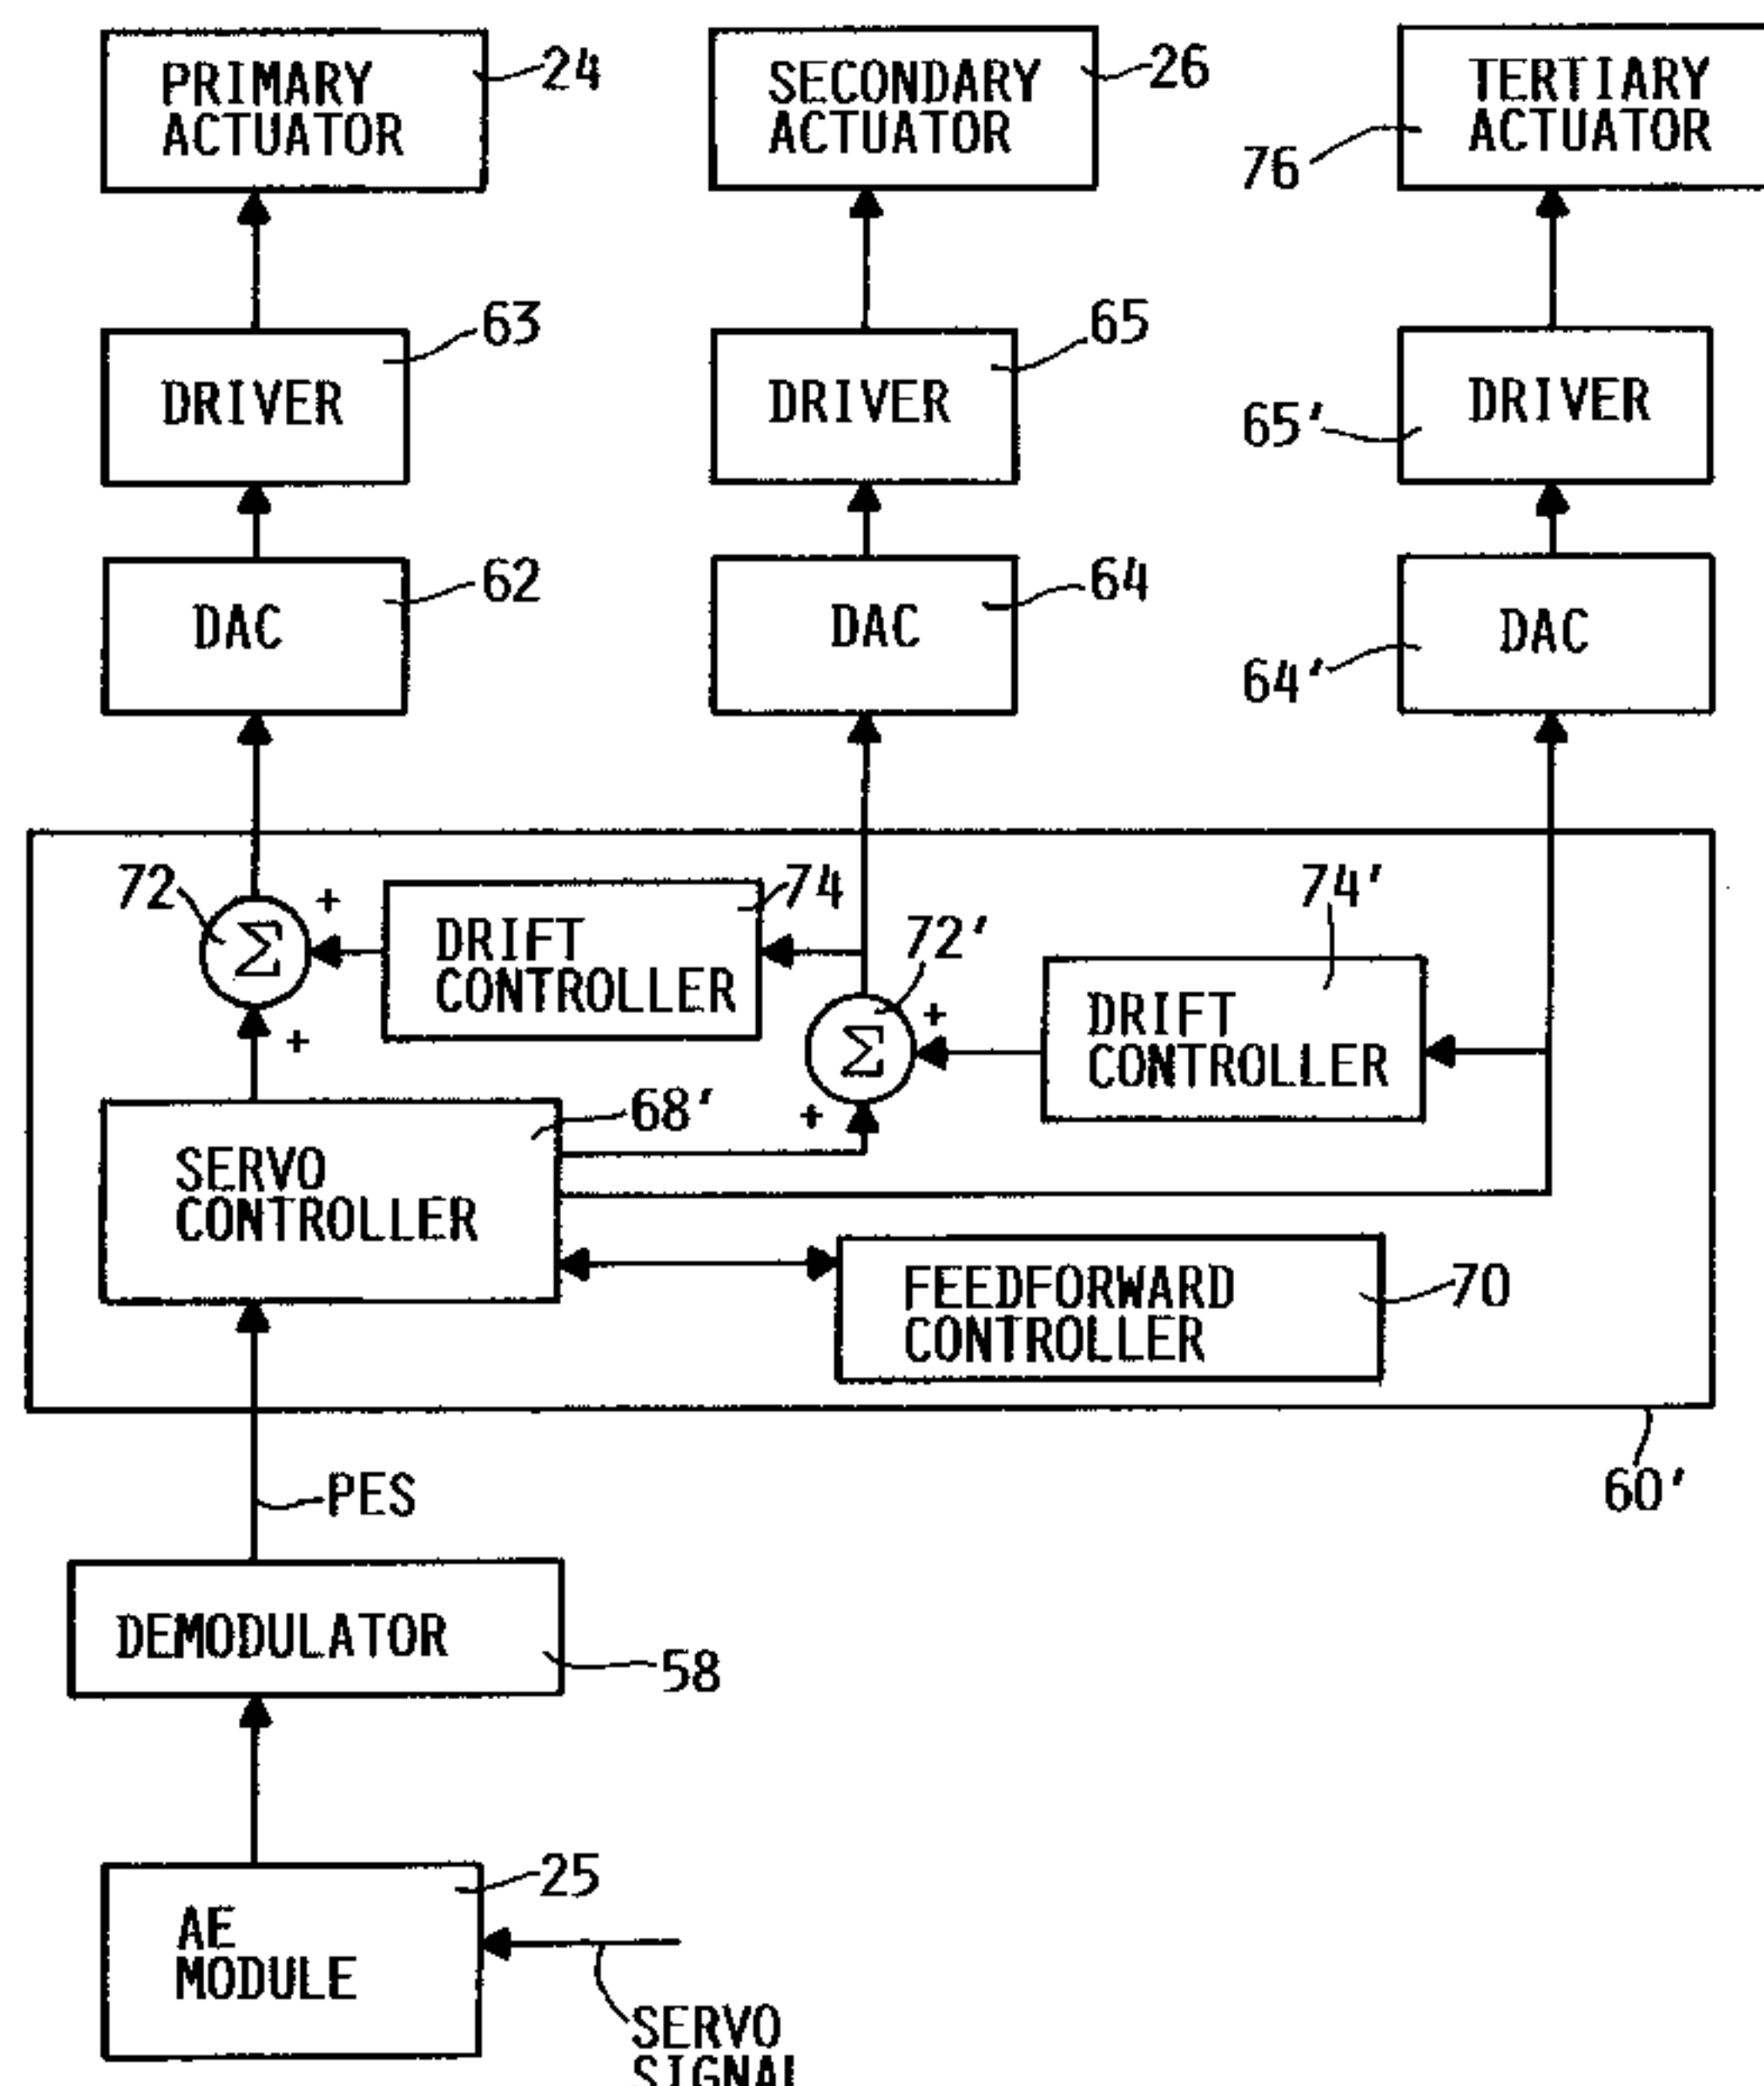 PRIMARY
ACTUATOR
24
SECONDARY
ACTUATOR
26
TERTIARY
ACTUATOR
76
DRIVER
63
DRIVER
65
DRIVER
65'
DAC
62
DAC
64
DAC
64'
72
Σ
+
+
DRIFT
CONTROLLER
74
72'
Σ
+
+
DRIFT
CONTROLLER
74'
SERVO
CONTROLLER
68'
FEEDFORWARD
CONTROLLER
70
60'
PES
DEMODULATOR
58
AE
MODULE
25
SERVO
SIGNAL